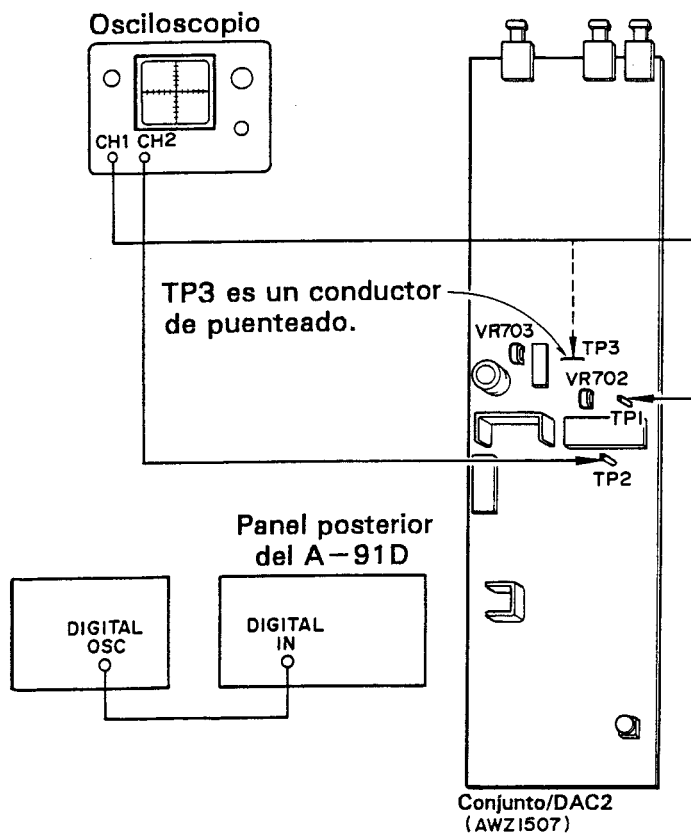 Osciloscopio
CH1 CH2
TP3 es un conductor
de puenteado.
VR703
TP3
VR702
TP1
TP2
Panel posterior
del A-91D
DIGITAL
OSC
DIGITAL
IN
Conjunto/DAC2
(AWZ1507)